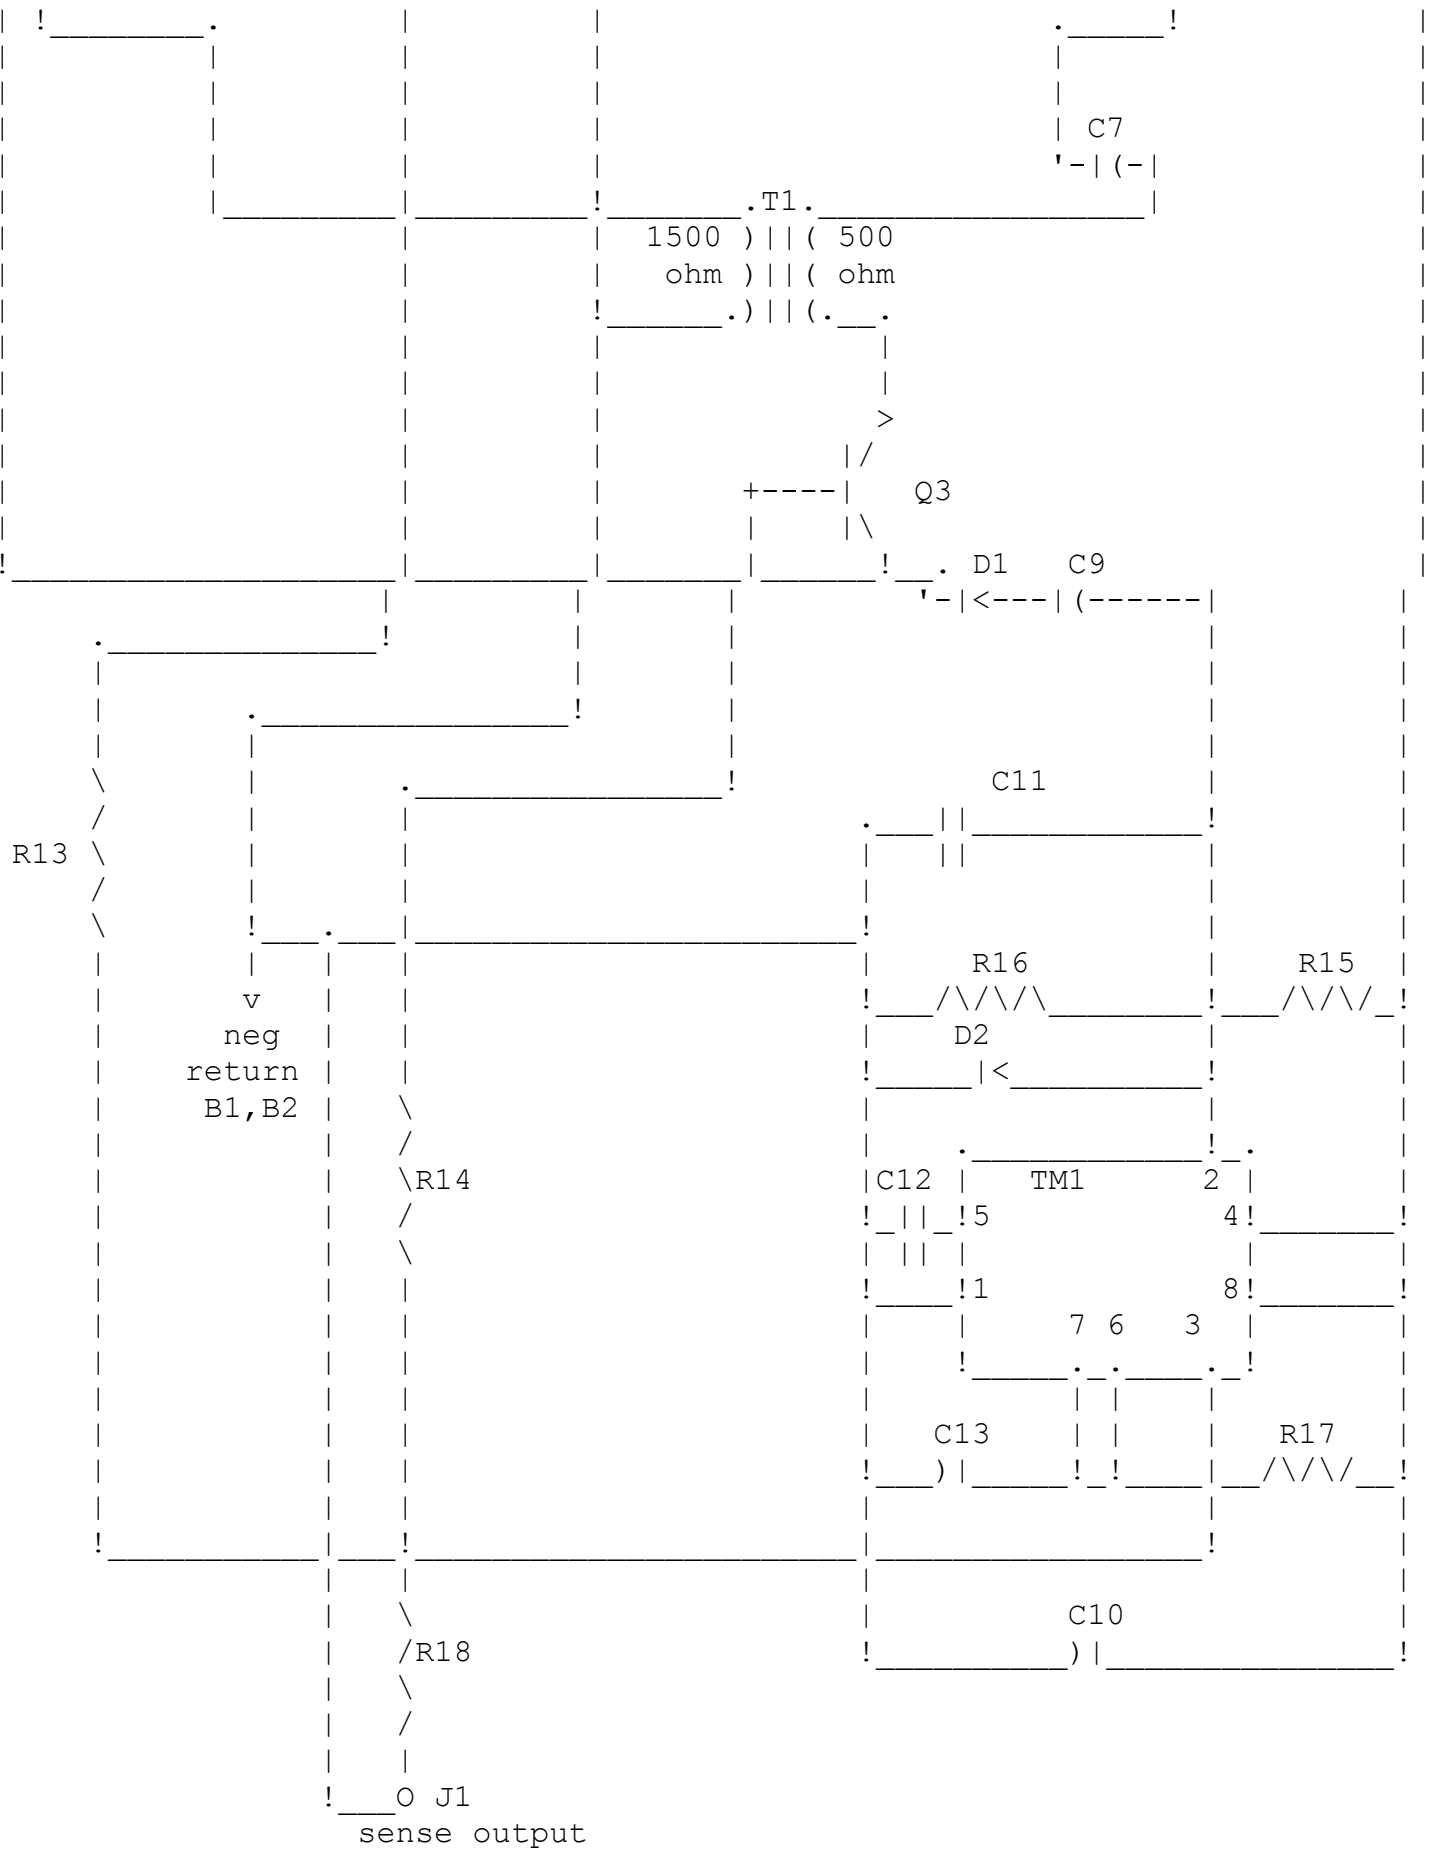 C7
T1
1500 500
ohm ohm
Q3
D1 C9
C11
R13
R16 R15
v
neg D2
return
B1,B2
R14 C12 TM1 2
5 4
1 8
7 6 3
C13 R17
C10
R18
O J1
sense output